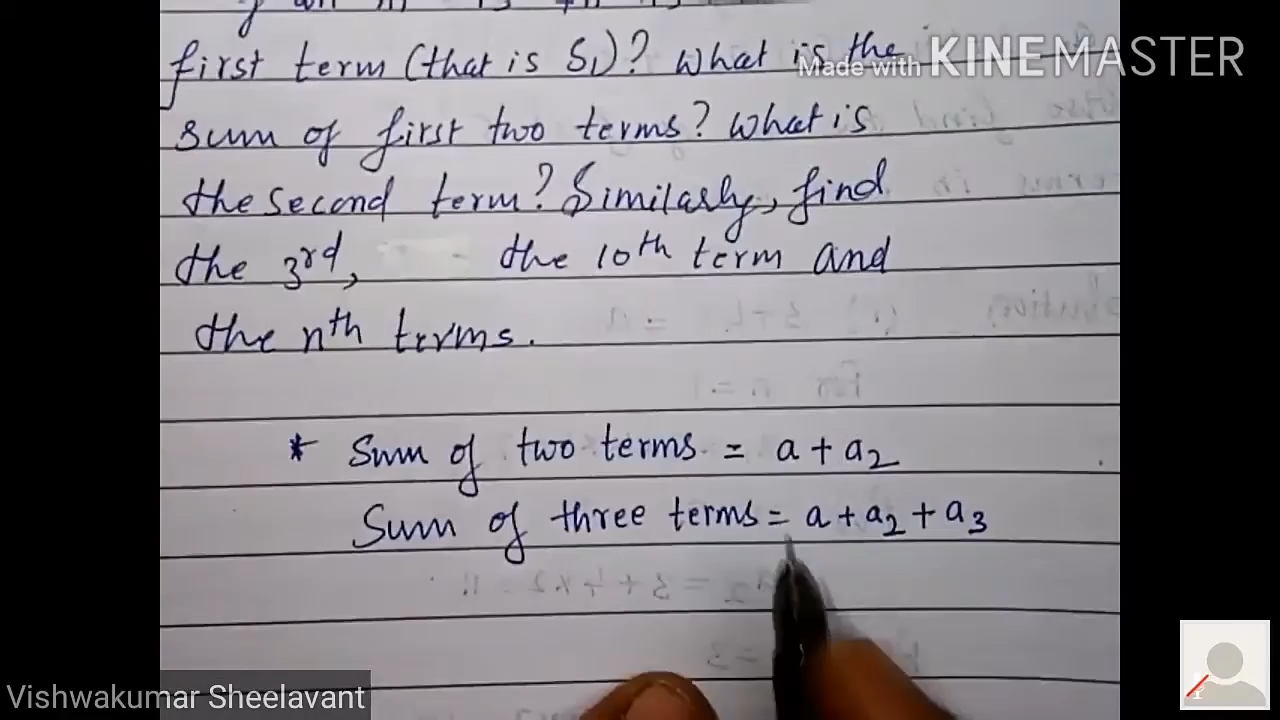 first term (that is S1)? What is the
Made with KINEMASTER
sum of first two terms? What is
the second term? Similarly, find
the 3rd, the 10th term and
the nth terms.
* Sum of two terms = a + a2
Sum of three terms = a + a2 + a3
Vishwakumar Sheelavant